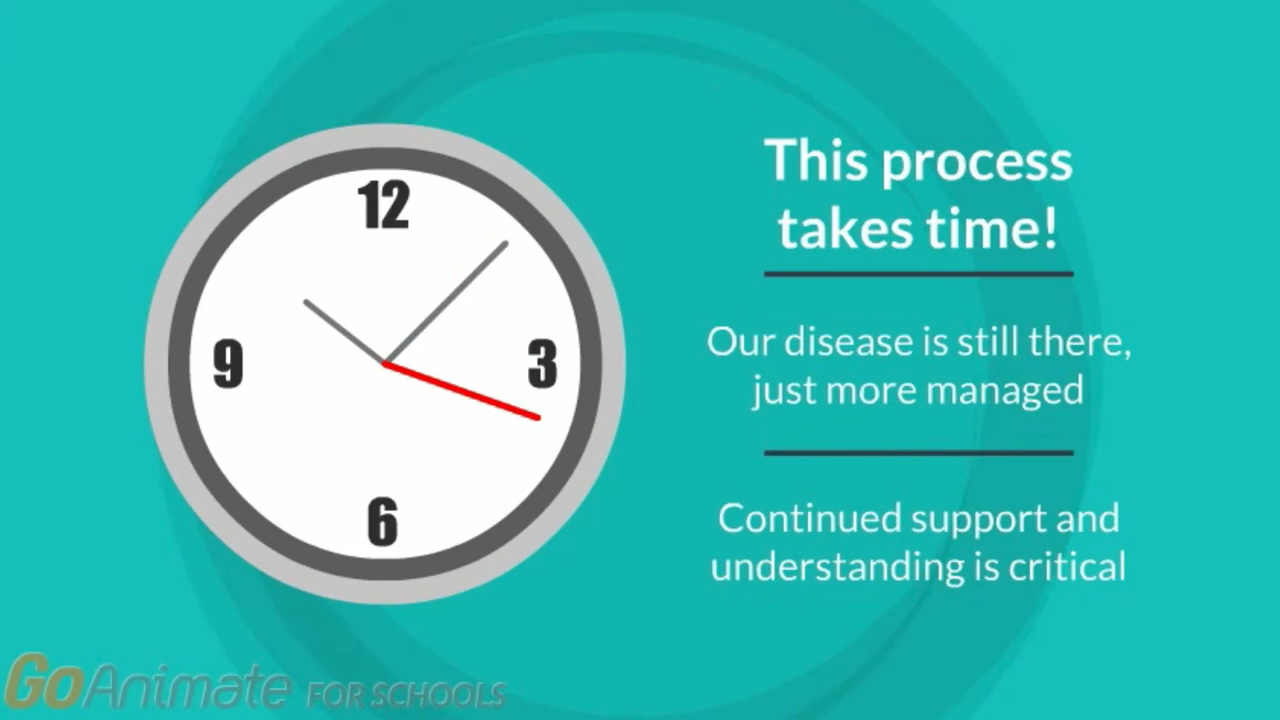 12
9
3
6
This process
takes time!
Our disease is still there,
just more managed
Continued support and
understanding is critical
GoAnimate FOR SCHOOLS